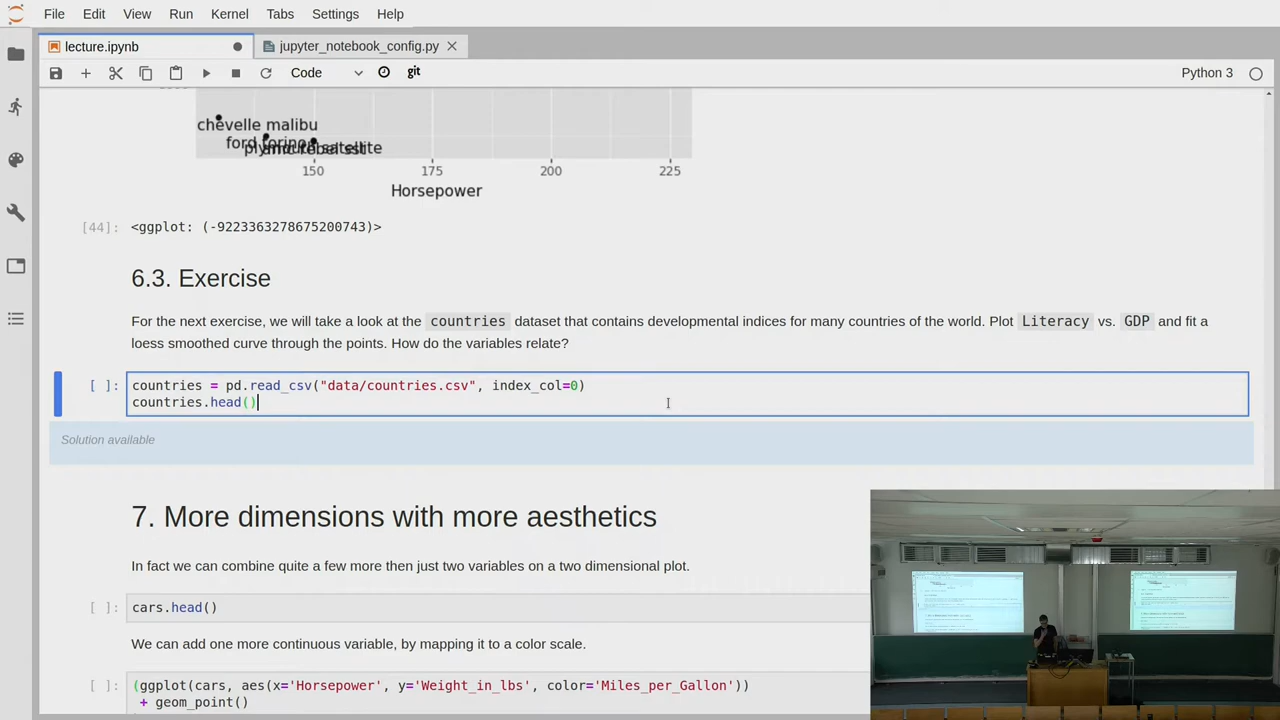 File Edit View Run Kernel Tabs Settings Help
lecture.ipynb
jupyter_notebook_config.py
Code
git
Python 3
chevelle malibu
ford torino
150 175 200 225
Horsepower
[44]: <ggplot: (-9223363278675200743)>
6.3. Exercise
For the next exercise, we will take a look at the countries dataset that contains developmental indices for many countries of the world. Plot Literacy vs. GDP and fit a
loess smoothed curve through the points. How do the variables relate?
[ ]: countries = pd.read_csv("data/countries.csv", index_col=0)
countries.head()
Solution available
7. More dimensions with more aesthetics
In fact we can combine quite a few more then just two variables on a two dimensional plot.
[ ]: cars.head()
We can add one more continuous variable, by mapping it to a color scale.
[ ]: (ggplot(cars, aes(x='Horsepower', y='Weight_in_lbs', color='Miles_per_Gallon'))
+ geom_point()